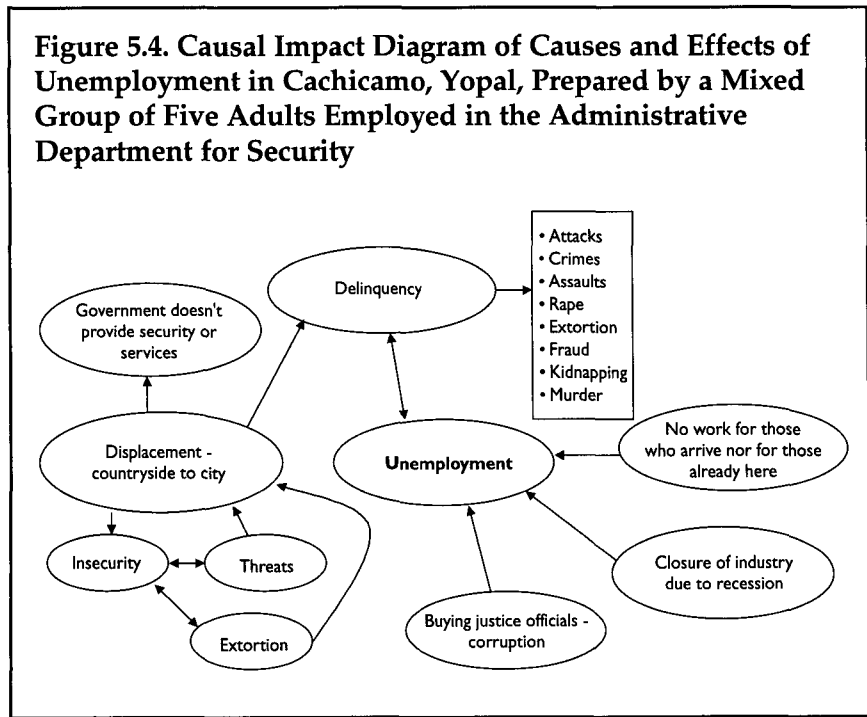 Figure 5.4. Causal Impact Diagram of Causes and Effects of
Unemployment in Cachicamo, Yopal, Prepared by a Mixed
Group of Five Adults Employed in the Administrative
Department for Security
• Attacks
• Crimes
• Assaults
• Rape
• Extortion
• Fraud
• Kidnapping
• Murder
Delinquency
Government doesn't
provide security or
services
Displacement -
countryside to city
Unemployment
No work for those
who arrive nor for those
already here
Insecurity
Threats
Extortion
Closure of industry
due to recession
Buying justice officials -
corruption